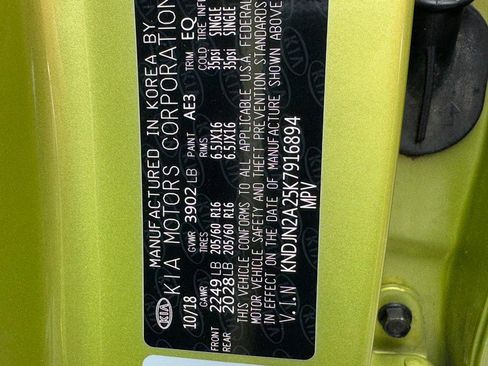 KIA
MANUFACTURED IN KOREA BY
KIA MOTORS CORPORATION
10/18 GVWR 3902 LB PAINT AE3 TRIM EQ
GAWR TIRES RIMS COLD TIRE INF
FRONT 2249 LB 205/60 R16 6.5JX16 35psi SINGLE
REAR 2028 LB 205/60 R16 6.5JX16 35psi SINGLE
THIS VEHICLE CONFORMS TO ALL APPLICABLE U.S.A. FEDERAL
MOTOR VEHICLE SAFETY AND THEFT PREVENTION STANDARDS
IN EFFECT ON THE DATE OF MANUFACTURE, SHOWN ABOVE
V.I.N KNDJN2A25K7916894
MPV